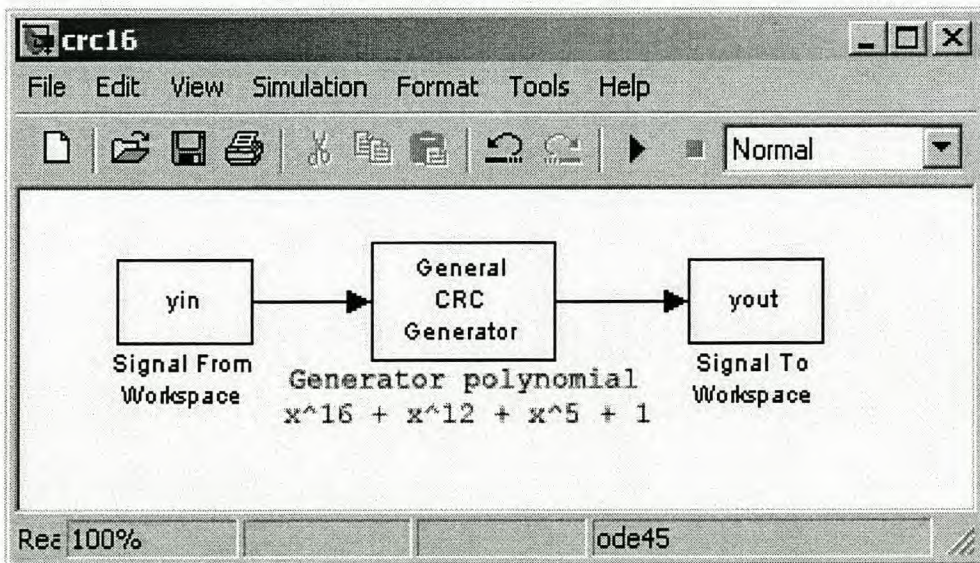 crc16
File Edit View Simulation Format Tools Help
Normal
yin
General
CRC
Generator
yout
Signal From
Workspace
Generator polynomial
x^16 + x^12 + x^5 + 1
Signal To
Workspace
100%
ode45